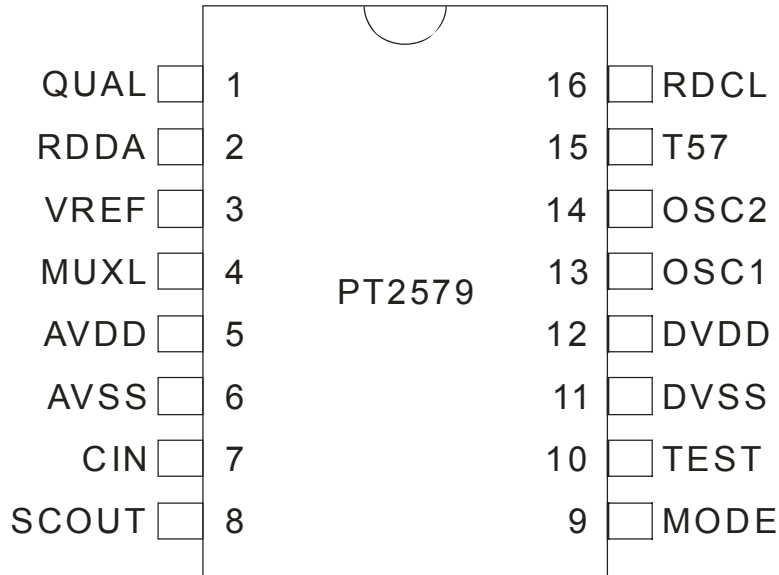 QUAL 1 16 RDCL
RDDA 2 15 T57
VREF 3 14 OSC2
MUXL 4 13 OSC1
PT2579
AVDD 5 12 DVDD
AVSS 6 11 DVSS
CIN 7 10 TEST
SCOUT 8 9 MODE